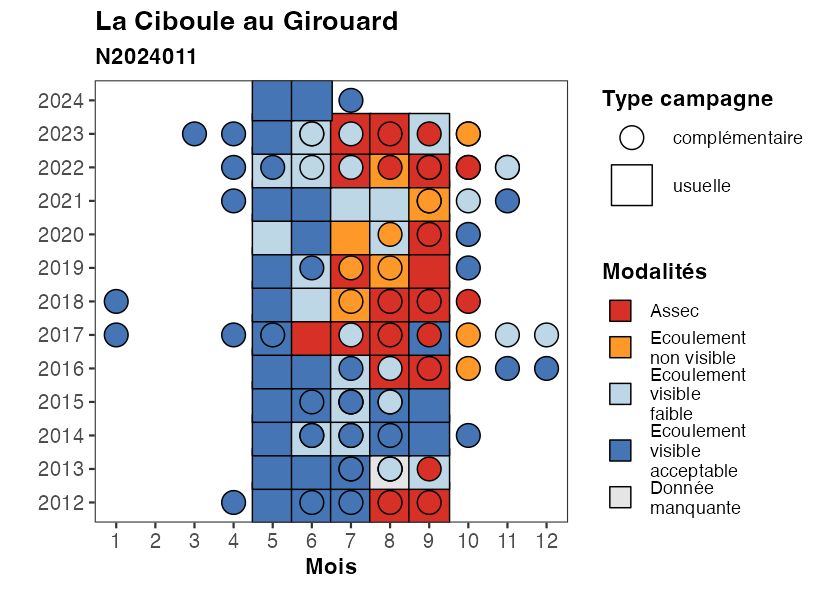 La Ciboule au Girouard
N2024011
2024
2023
2022
2021
2020
2019
2018
2017
2016
2015
2014
2013
2012
1 2 3 4 5 6 7 8 9 10 11 12
Mois
Type campagne
complémentaire
usuelle
Modalités
Assec
Ecoulement
non visible
Ecoulement
visible
faible
Ecoulement
visible
acceptable
Donnée
manquante